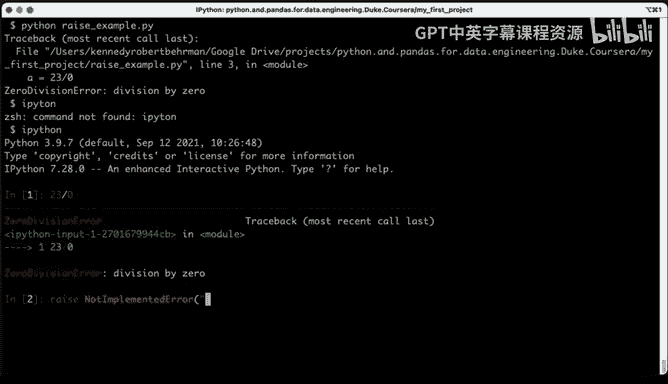 IPython: python.and.pandas.for.data.engineering.Duke.Coursera/my_first_project
⌥⌘1
GPT中英字幕课程资源 bilibili
$ python raise_example.py
Traceback (most recent call last):
File "/Users/kennedyrobertbehrman/Google Drive/projects/python.and.pandas.for.data.engineering.Duke.Coursera/my
_first_project/raise_example.py", line 3, in <module>
a = 23/0
ZeroDivisionError: division by zero
$ ipyton
zsh: command not found: ipyton
$ ipython
Python 3.9.7 (default, Sep 12 2021, 10:26:48)
Type 'copyright', 'credits' or 'license' for more information
IPython 7.28.0 -- An enhanced Interactive Python. Type '?' for help.
In [1]: 23/0
ZeroDivisionError Traceback (most recent call last)
<ipython-input-1-2701679944cb> in <module>
----> 1 23/0
ZeroDivisionError: division by zero
In [2]: raise NotImplementedError("